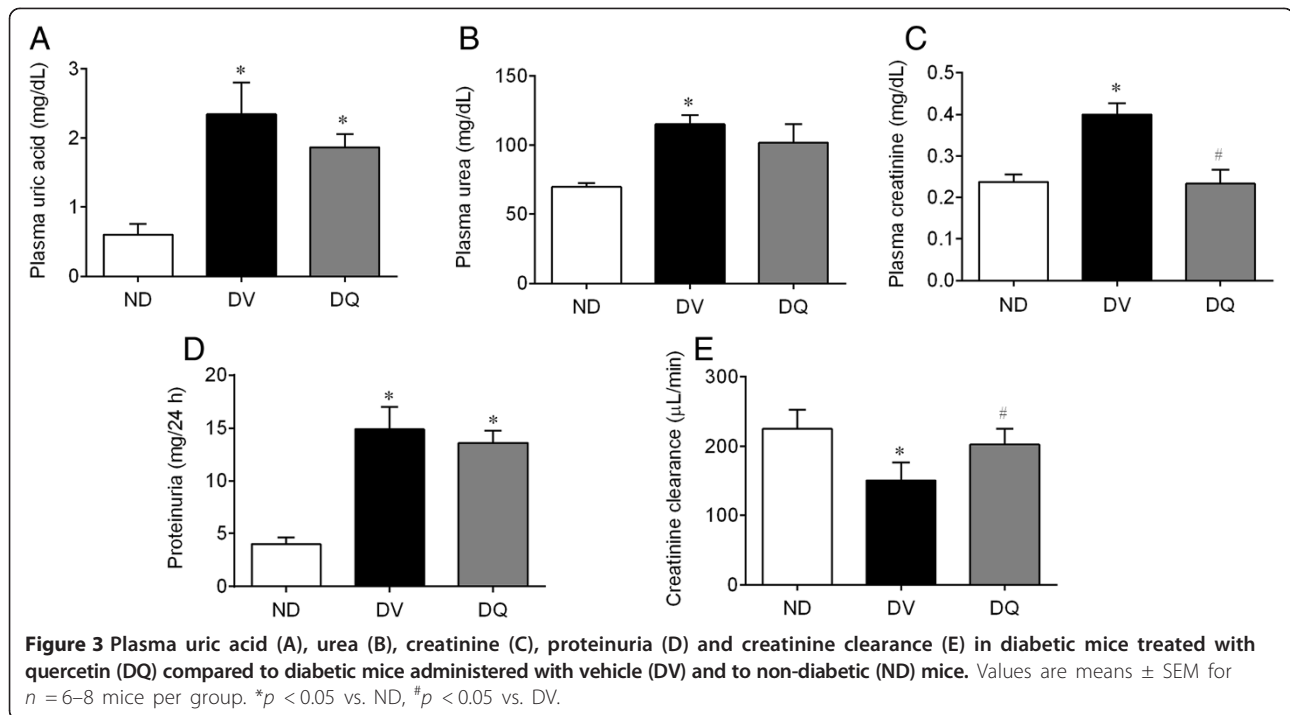 A
Plasma uric acid (mg/dL)
3
2
1
0
*
*
ND DV DQ
B
Plasma urea (mg/dL)
150
100
50
0
*
ND DV DQ
C
Plasma creatinine (mg/dL)
0.5
0.4
0.3
0.2
0.1
0.0
*
#
ND DV DQ
D
Proteinuria (mg/24 h)
20
15
10
5
0
*
*
ND DV DQ
E
Creatinine clearance (µL/min)
300
200
100
0
*
#
ND DV DQ
Figure 3 Plasma uric acid (A), urea (B), creatinine (C), proteinuria (D) and creatinine clearance (E) in diabetic mice treated with
quercetin (DQ) compared to diabetic mice administered with vehicle (DV) and to non-diabetic (ND) mice. Values are means ± SEM for
n = 6–8 mice per group. *p < 0.05 vs. ND, #p < 0.05 vs. DV.